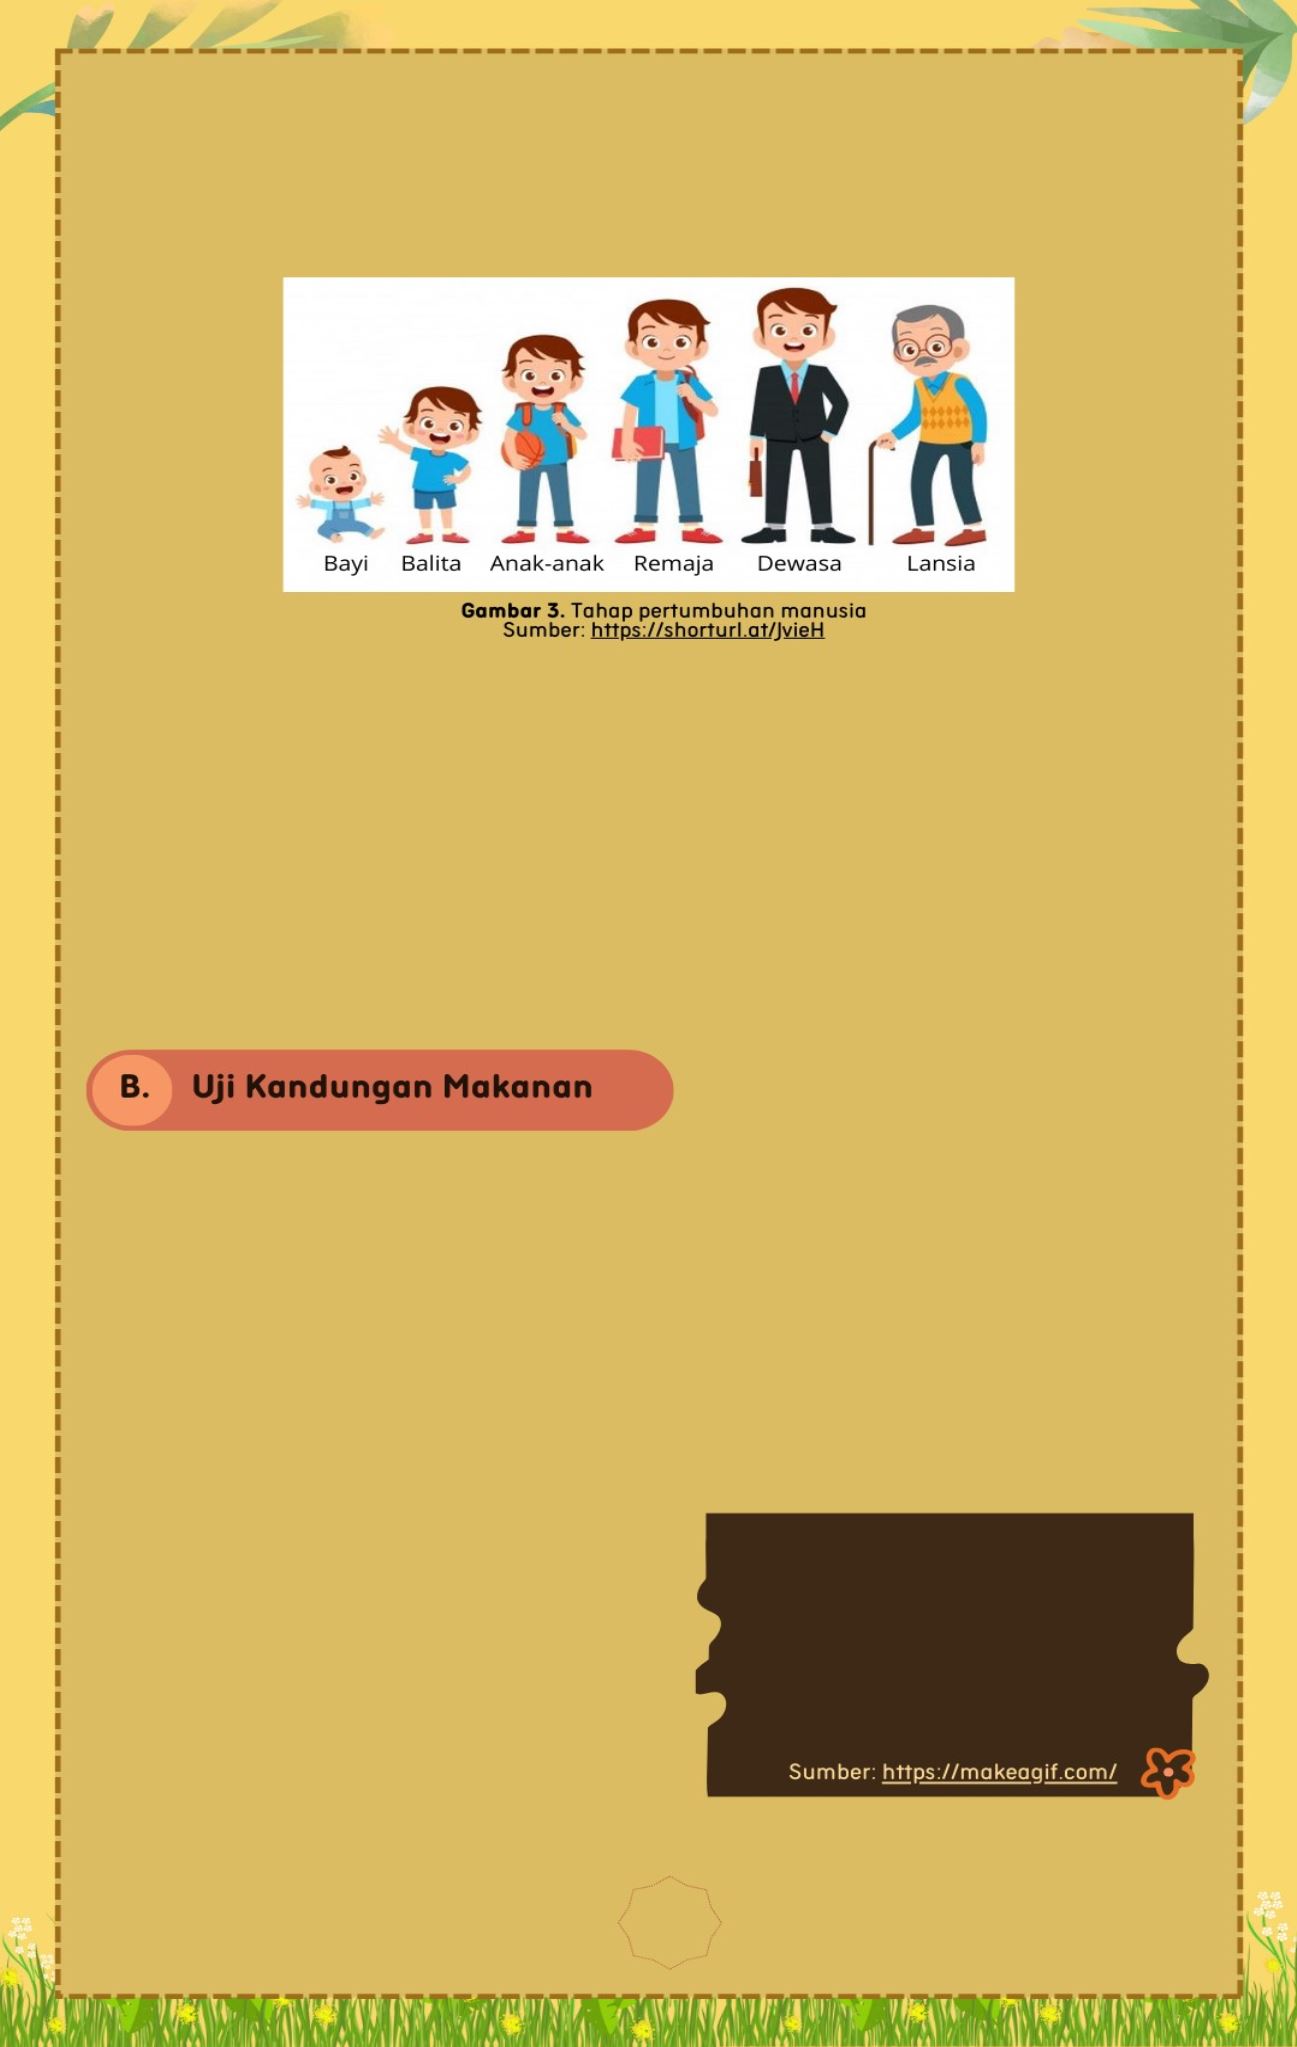 Bayi Balita Anak-anak Remaja Dewasa Lansia
Gambar 3. Tahap pertumbuhan manusia
Sumber: https://shorturl.at/JvieH
B. Uji Kandungan Makanan
Sumber: https://makeagif.com/